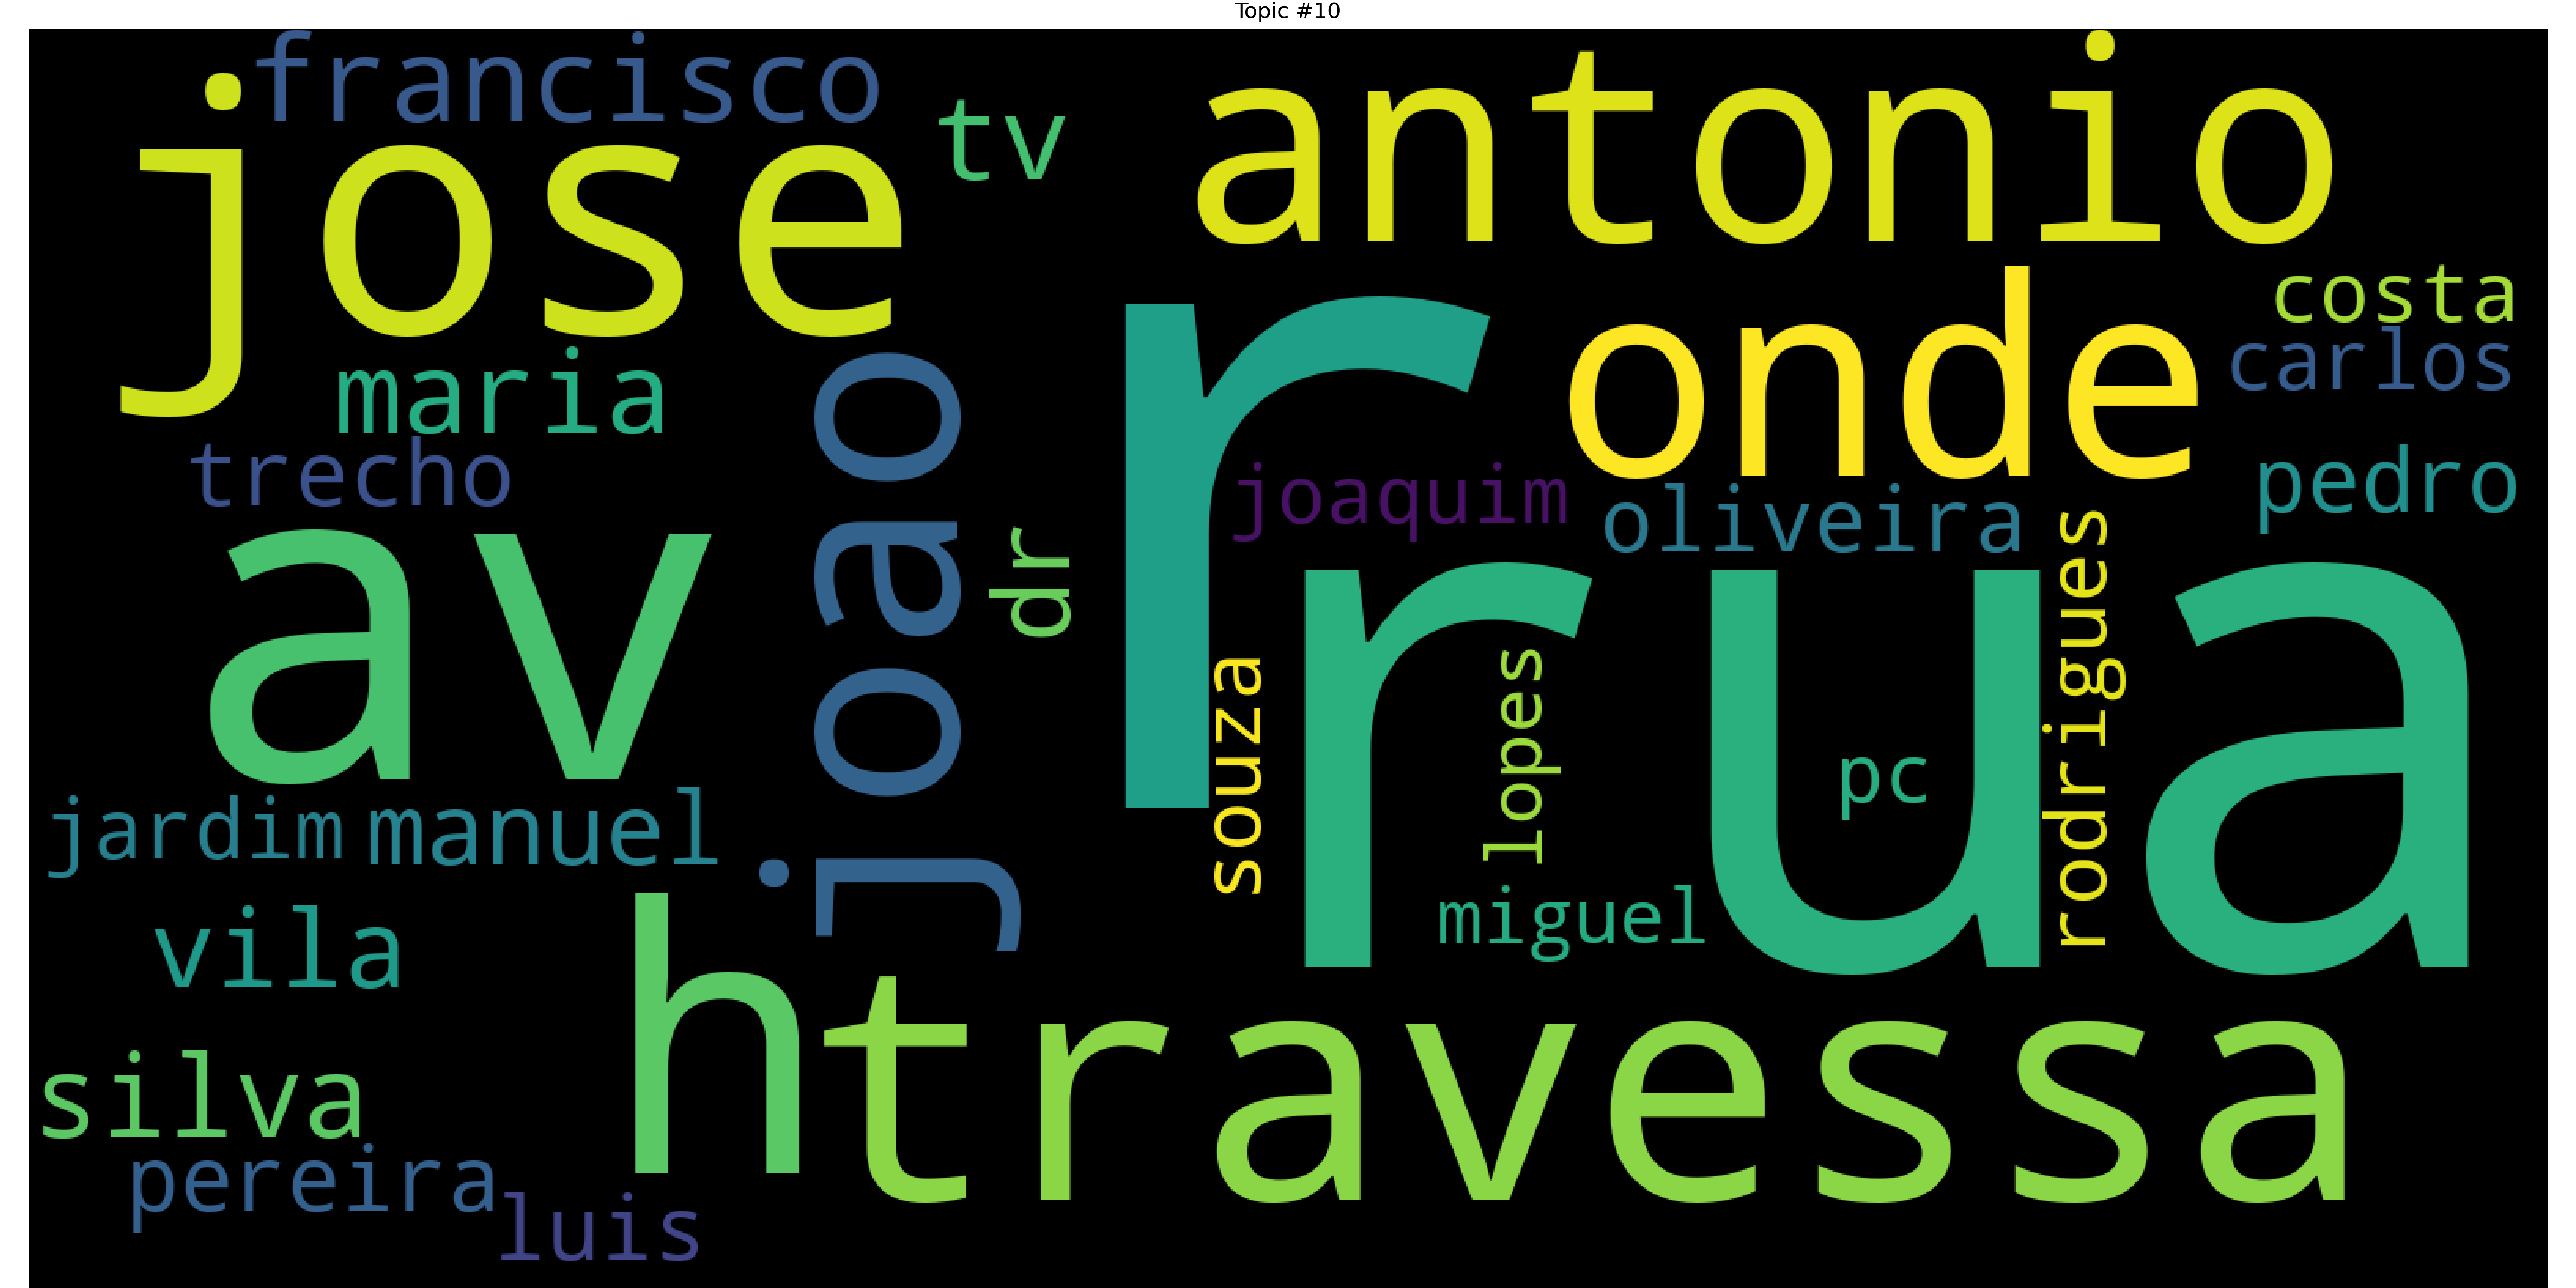 Topic #10
francisco
jose
tv
antonio
maria
trecho
av
joao
dr
r
onde
costa
carlos
pedro
joaquim
oliveira
rodrigues
rua
souza
lopes
pc
miguel
jardim
manuel
vila
h
travessa
silva
pereira
luis